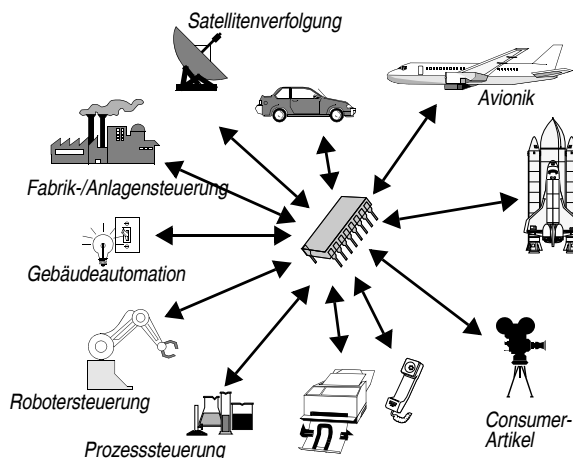 Satellitenverfolgung
Avionik
Fabrik-/Anlagensteuerung
Gebäudeautomation
Robotersteuerung
Prozesssteuerung
Consumer-
Artikel